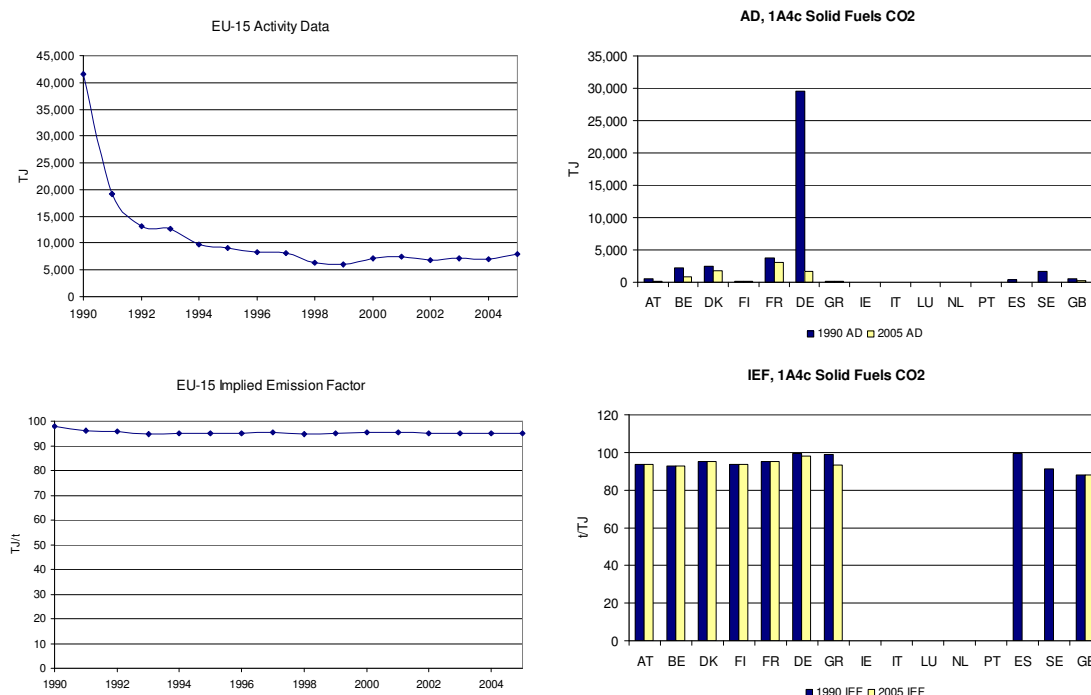 EU-15 Activity Data
45,000
40,000
35,000
30,000
25,000
20,000
15,000
10,000
5,000
0
TJ
1990 1992 1994 1996 1998 2000 2002 2004
AD, 1A4c Solid Fuels CO2
35,000
30,000
25,000
20,000
15,000
10,000
5,000
0
TJ
AT BE DK FI FR DE GR IE IT LU NL PT ES SE GB
1990 AD 2005 AD
EU-15 Implied Emission Factor
100
90
80
70
60
50
40
30
20
10
0
TJ/t
1990 1992 1994 1996 1998 2000 2002 2004
IEF, 1A4c Solid Fuels CO2
120
100
80
60
40
20
0
t/TJ
AT BE DK FI FR DE GR IE IT LU NL PT ES SE GB
1990 IEF 2005 IEF